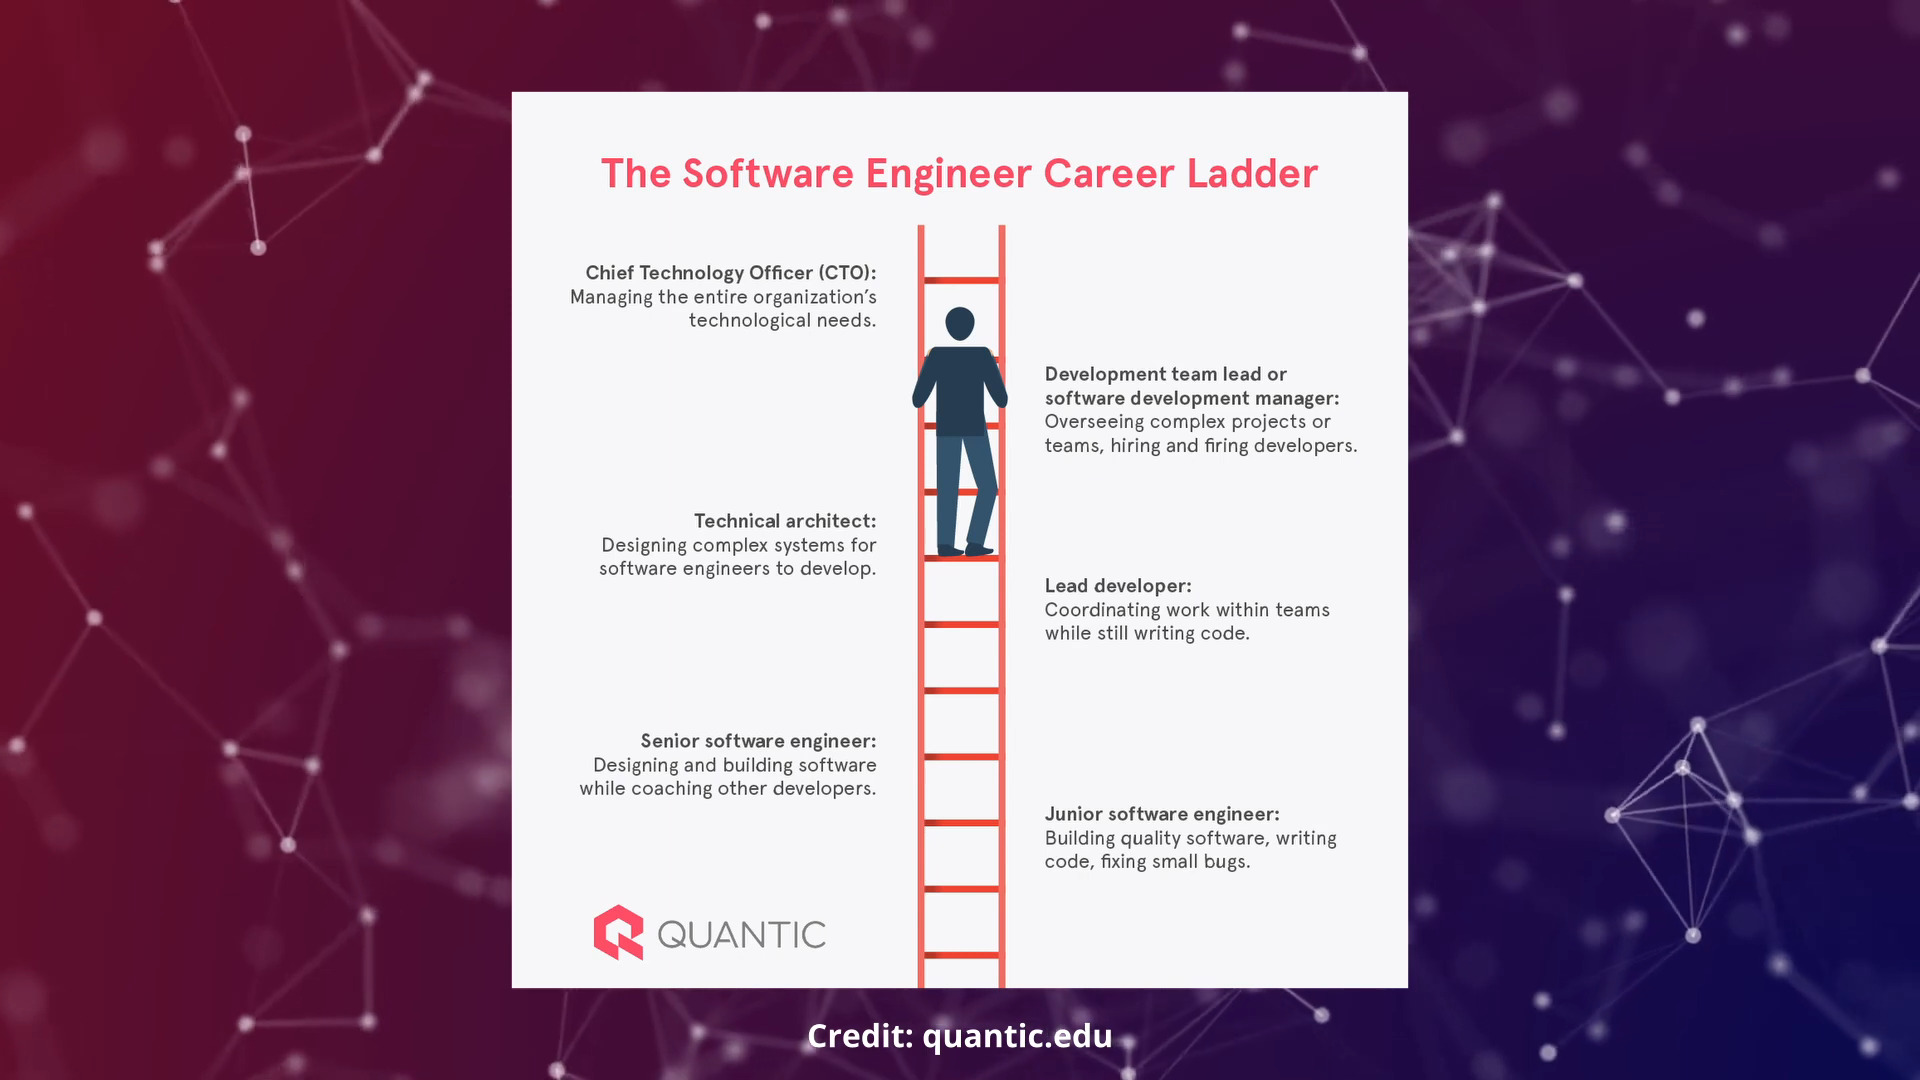 The Software Engineer Career Ladder
Chief Technology Officer (CTO):
Managing the entire organization’s
technological needs.
Development team lead or
software development manager:
Overseeing complex projects or
teams, hiring and firing developers.
Technical architect:
Designing complex systems for
software engineers to develop.
Lead developer:
Coordinating work within teams
while still writing code.
Senior software engineer:
Designing and building software
while coaching other developers.
Junior software engineer:
Building quality software, writing
code, fixing small bugs.
QUANTIC
Credit: quantic.edu